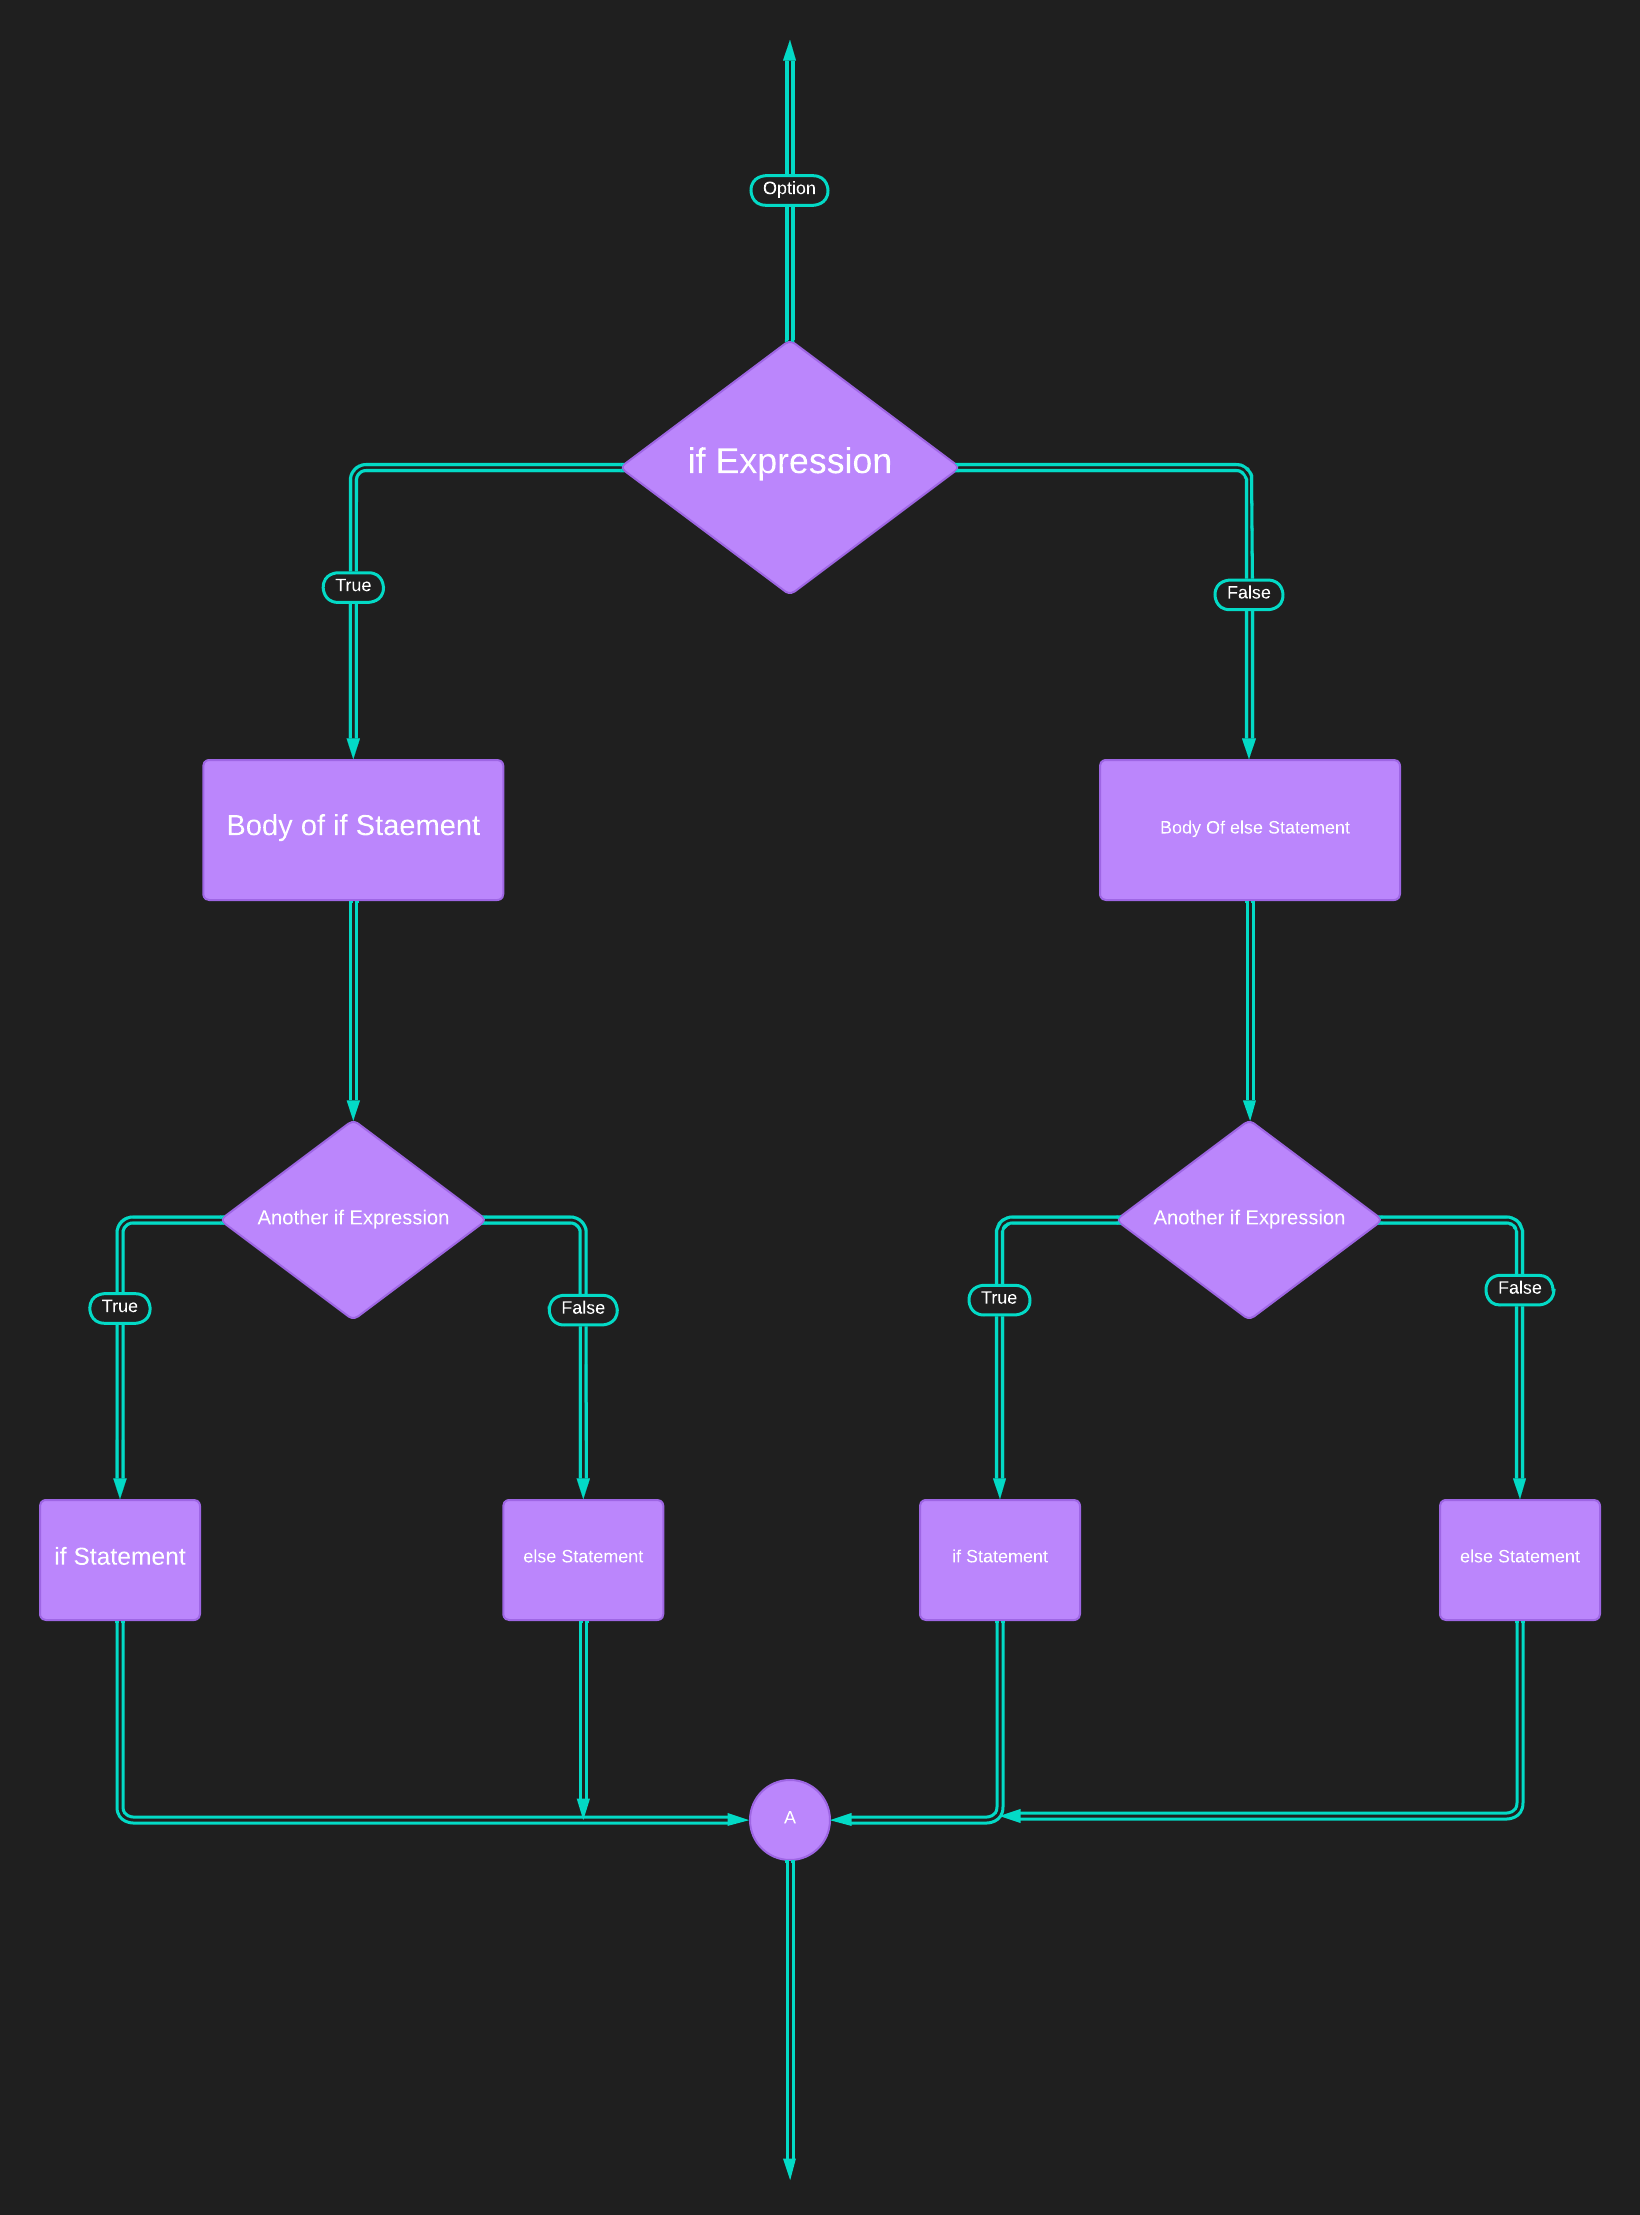 Option
if Expression
True
False
Body of if Staement
Body Of else Statement
Another if Expression
Another if Expression
True
False
True
False
if Statement
else Statement
if Statement
else Statement
A